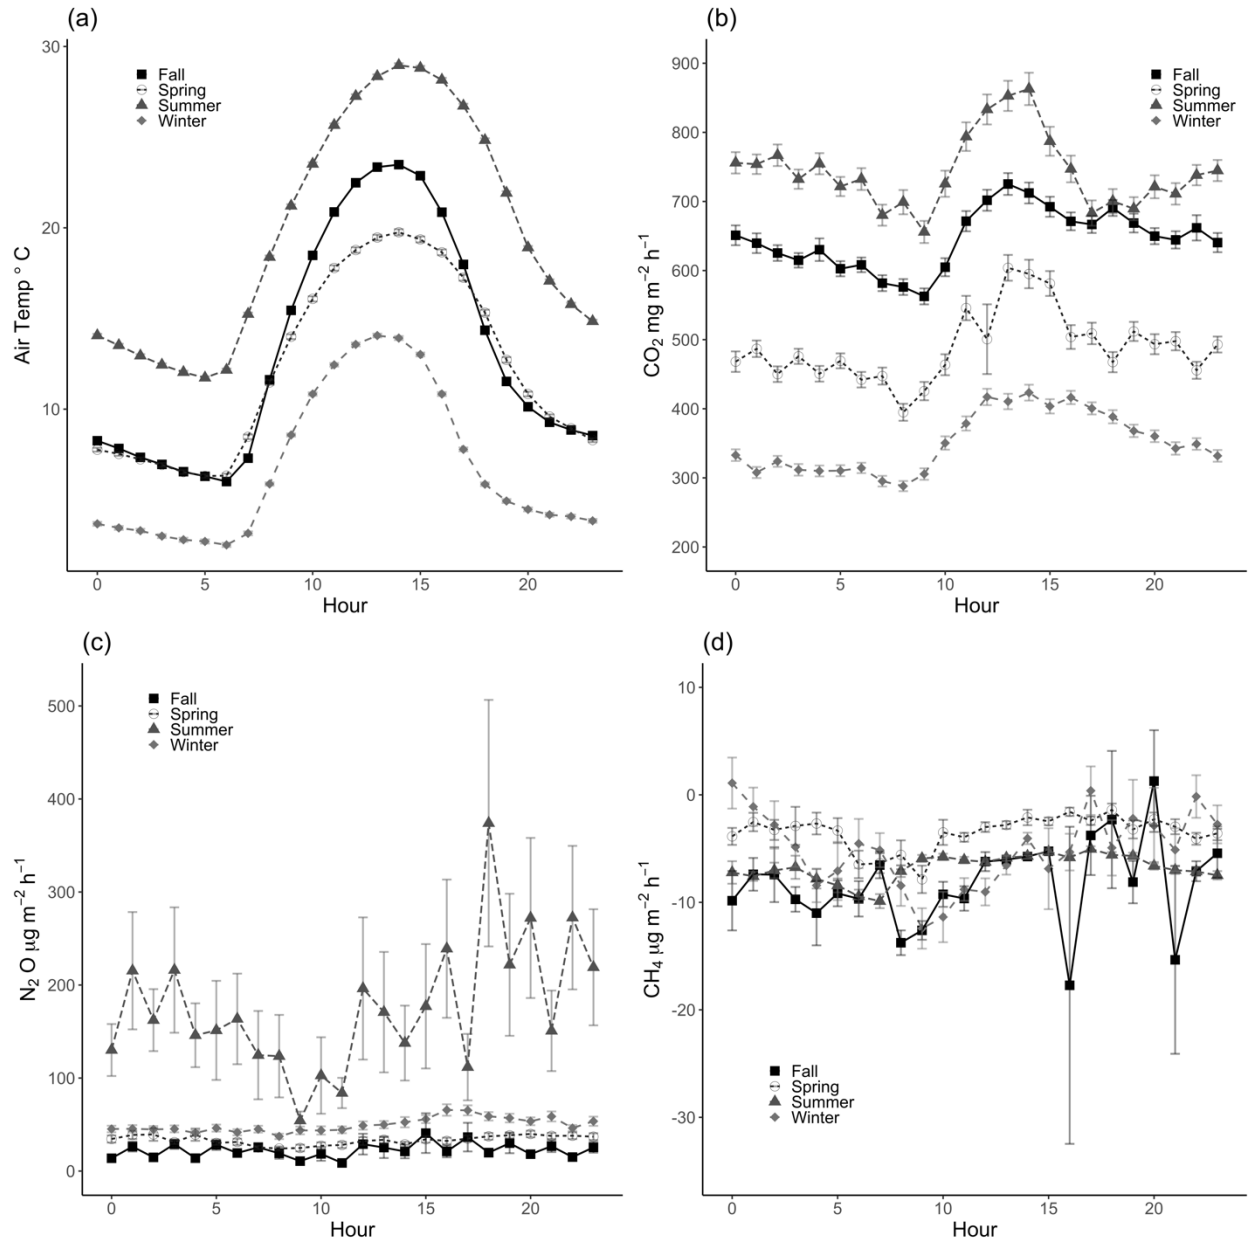 (a)
30
20
10
Air Temp ° C
Fall
Spring
Summer
Winter
0 5 10 15 20
Hour
(b)
900
800
700
600
500
400
300
200
CO₂ mg m⁻² h⁻¹
Fall
Spring
Summer
Winter
0 5 10 15 20
Hour
(c)
500
400
300
200
100
0
N₂ O μg m⁻² h⁻¹
Fall
Spring
Summer
Winter
0 5 10 15 20
Hour
(d)
10
0
-10
-20
-30
CH₄ μg m⁻² h⁻¹
Fall
Spring
Summer
Winter
0 5 10 15 20
Hour